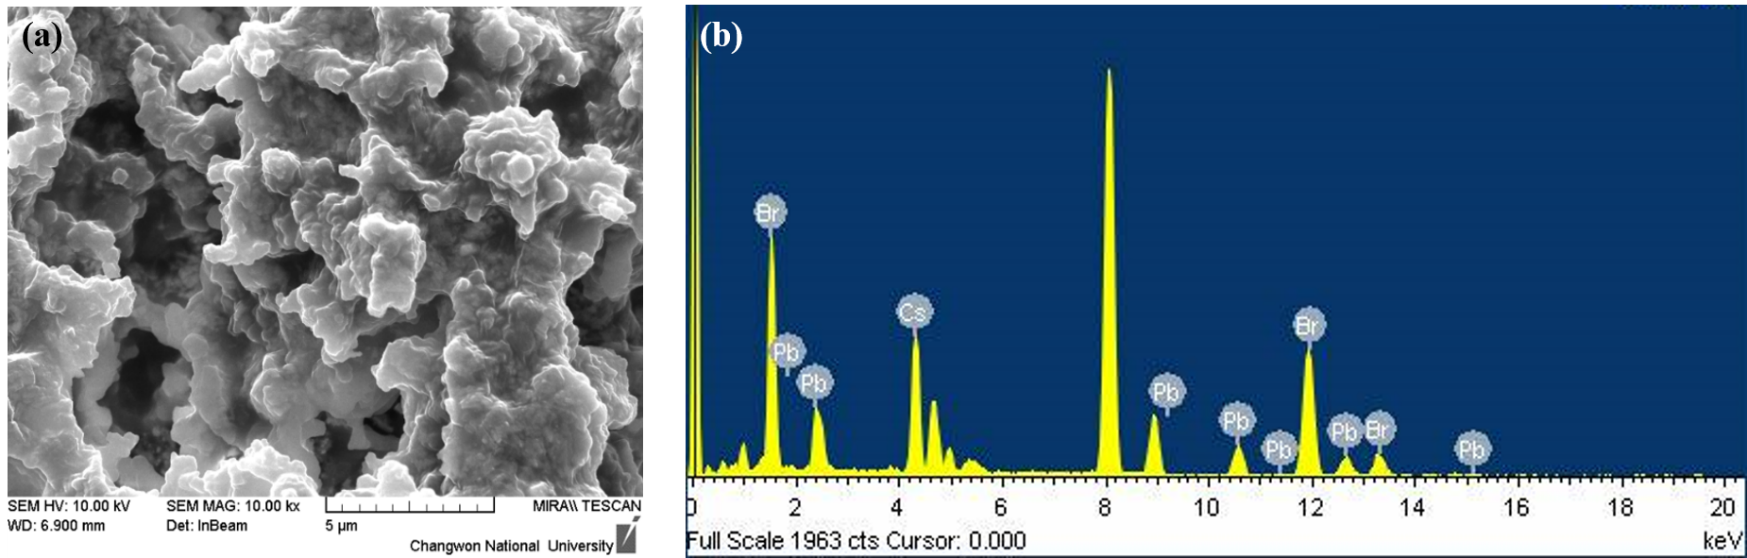 (a)
SEM HV: 10.00 kV SEM MAG: 10.00 kx MIRA\\ TESCAN
WD: 6.900 mm Det: InBeam 5 µm
Changwon National University
(b)
Br
Pb
Pb
Cs
Pb
Pb
Pb
Br
Pb
Br
Pb
0 2 4 6 8 10 12 14 16 18 20
Full Scale 1963 cts Cursor: 0.000 keV